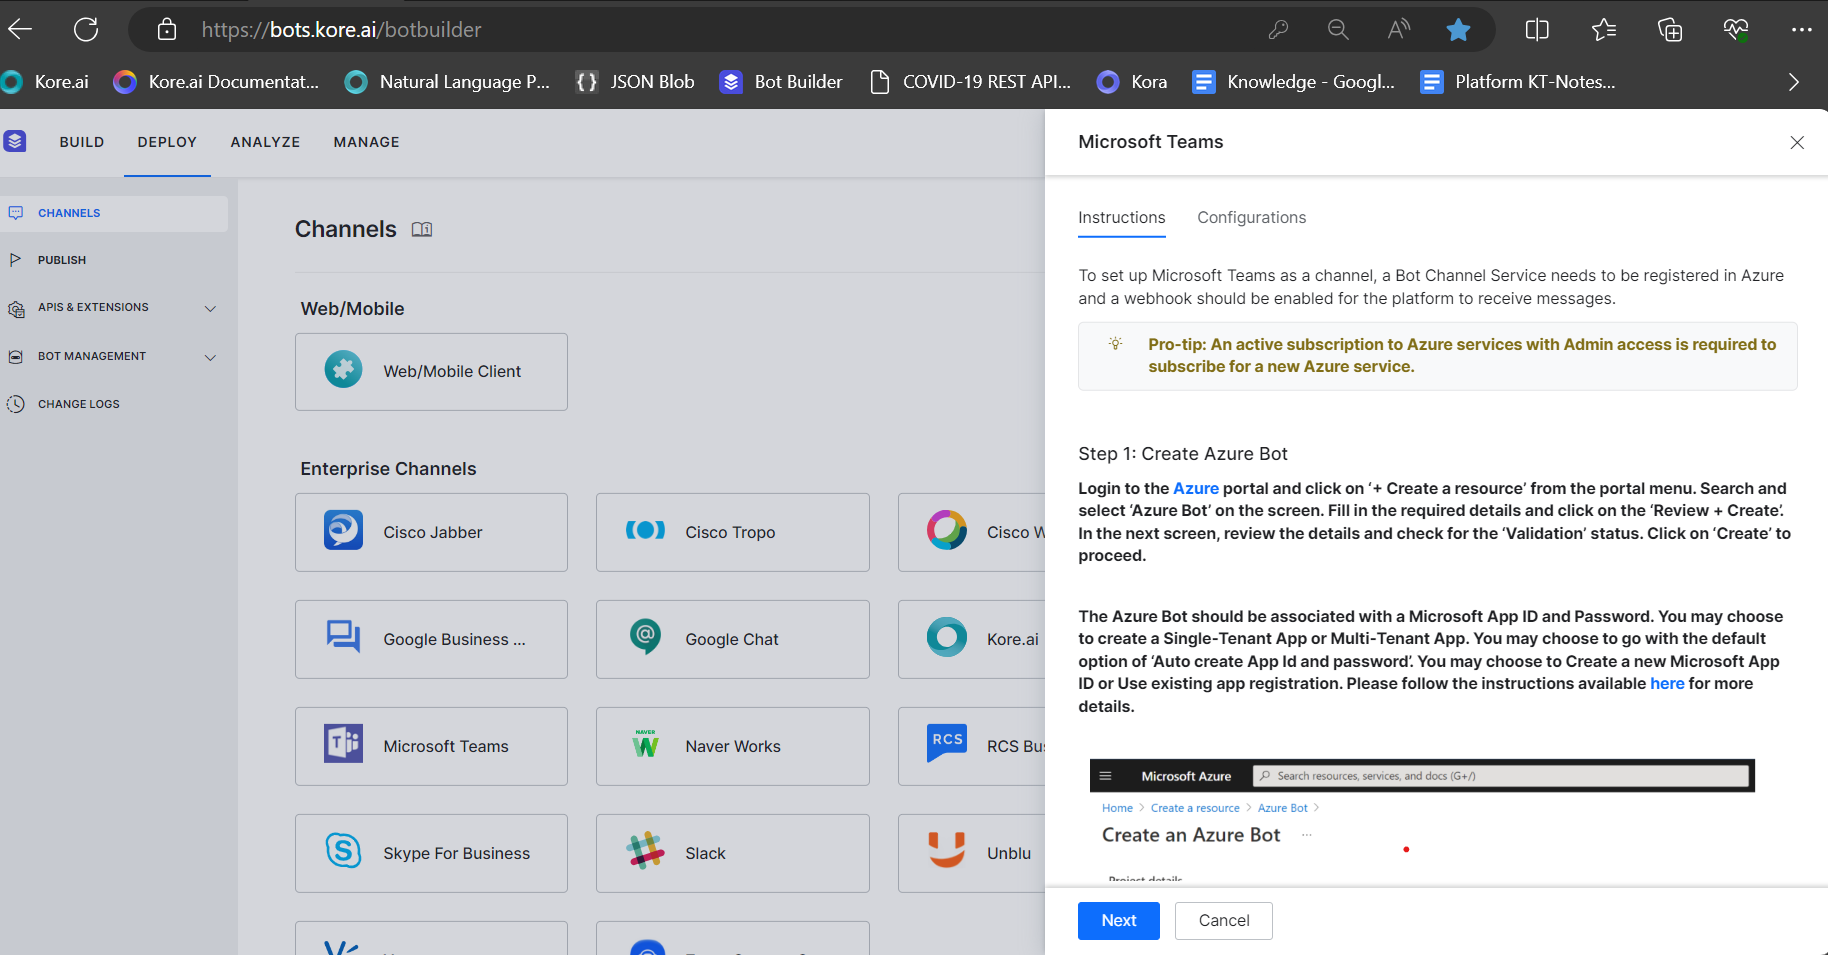 https://bots.kore.ai/botbuilder
Kore.ai
Kore.ai Documentat...
Natural Language P...
JSON Blob
Bot Builder
COVID-19 REST API...
Kora
Knowledge - Googl...
Platform KT-Notes...
BUILD
DEPLOY
ANALYZE
MANAGE
CHANNELS
PUBLISH
APIS & EXTENSIONS
BOT MANAGEMENT
CHANGE LOGS
Channels
Web/Mobile
Web/Mobile Client
Enterprise Channels
Cisco Jabber
Cisco Tropo
Cisco W
Google Business ...
Google Chat
Kore.ai
Microsoft Teams
NAVER
Naver Works
RCS
RCS Bu
Skype For Business
Slack
Unblu
Microsoft Teams
Instructions
Configurations
To set up Microsoft Teams as a channel, a Bot Channel Service needs to be registered in Azure
and a webhook should be enabled for the platform to receive messages.
Pro-tip: An active subscription to Azure services with Admin access is required to
subscribe for a new Azure service.
Step 1: Create Azure Bot
Login to the Azure portal and click on ‘+ Create a resource’ from the portal menu. Search and
select ‘Azure Bot’ on the screen. Fill in the required details and click on the ‘Review + Create’.
In the next screen, review the details and check for the ‘Validation’ status. Click on ‘Create’ to
proceed.
The Azure Bot should be associated with a Microsoft App ID and Password. You may choose
to create a Single-Tenant App or Multi-Tenant App. You may choose to go with the default
option of ‘Auto create App Id and password’. You may choose to Create a new Microsoft App
ID or Use existing app registration. Please follow the instructions available here for more
details.
Microsoft Azure
Search resources, services, and docs (G+/)
Home > Create a resource > Azure Bot >
Create an Azure Bot ...
Project details
Next
Cancel